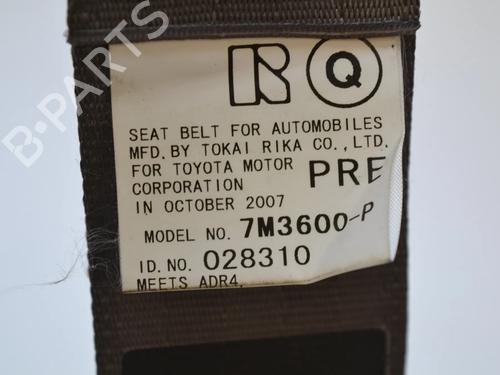 R Q
SEAT BELT FOR AUTOMOBILES
MFD. BY TOKAI RIKA CO., LTD.
FOR TOYOTA MOTOR
CORPORATION PRE
IN OCTOBER 2007
MODEL NO. 7M3600-P
ID. NO. 028310
MEETS ADR4.
B-PARTS